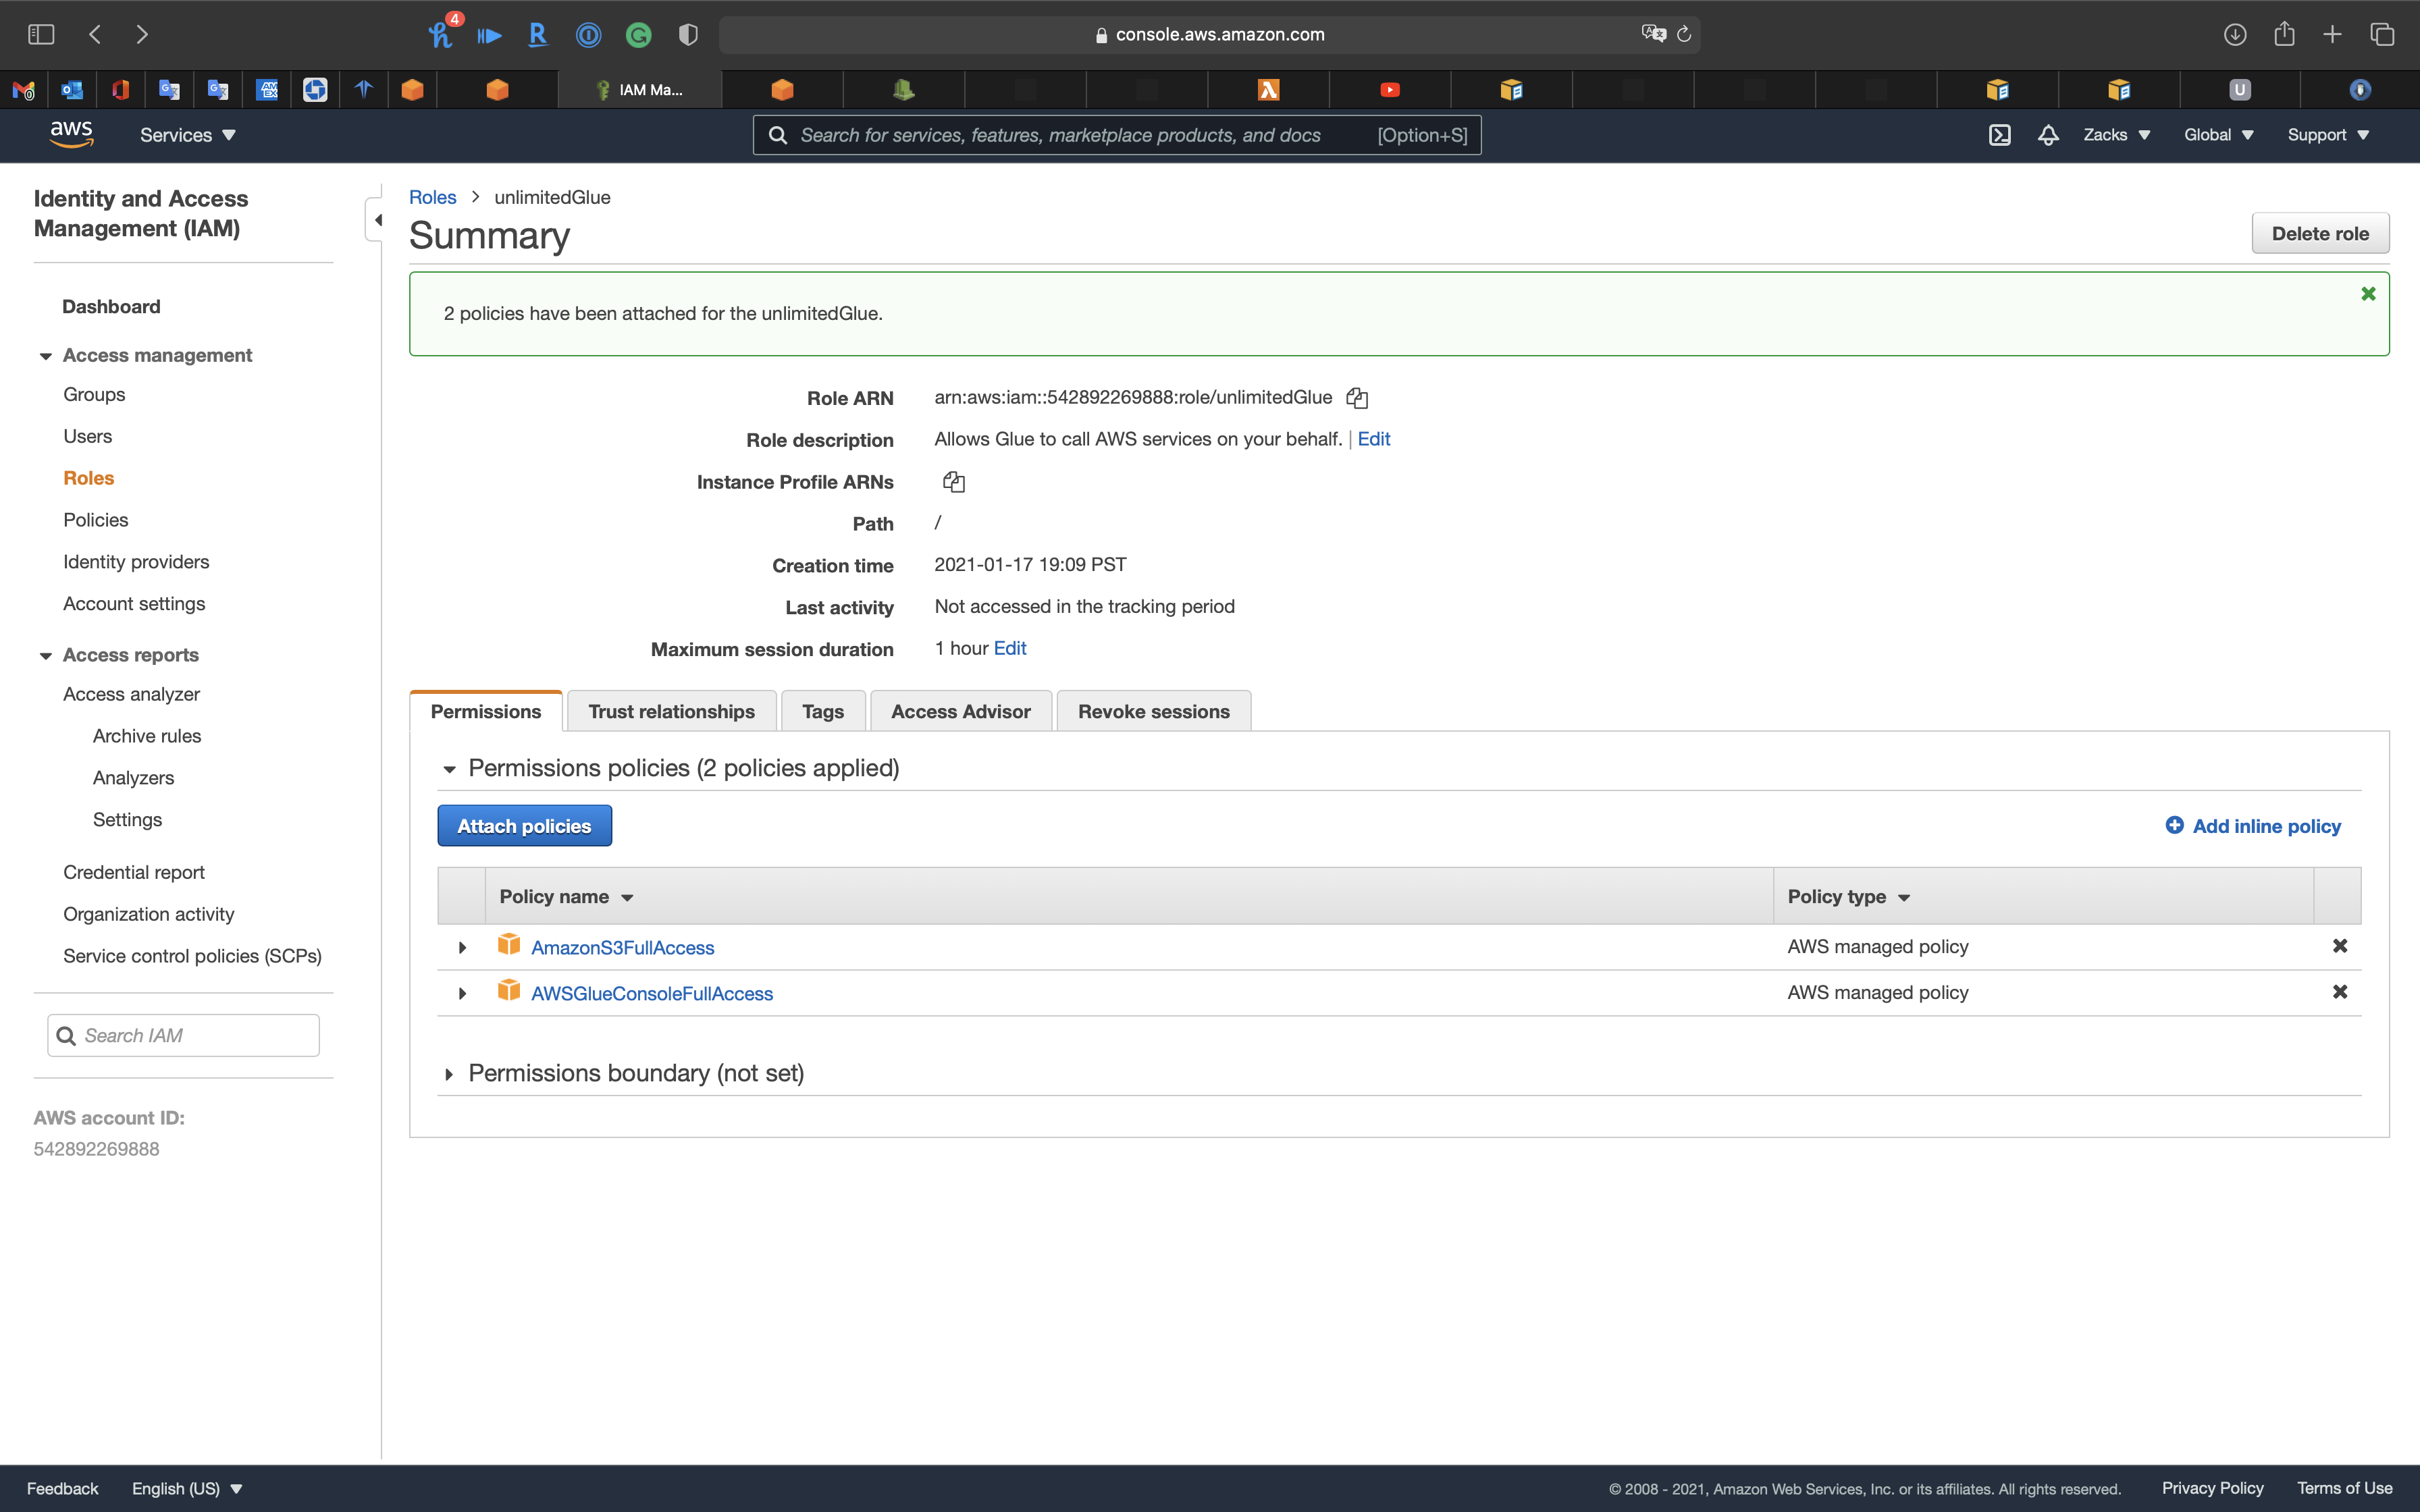 4
console.aws.amazon.com
IAM Ma...
aws
Services
Search for services, features, marketplace products, and docs [Option+S]
Zacks
Global
Support
Identity and Access
Management (IAM)
Dashboard
Access management
Groups
Users
Roles
Policies
Identity providers
Account settings
Access reports
Access analyzer
Archive rules
Analyzers
Settings
Credential report
Organization activity
Service control policies (SCPs)
Search IAM
AWS account ID:
542892269888
Roles > unlimitedGlue
Summary
Delete role
2 policies have been attached for the unlimitedGlue.
Role ARN arn:aws:iam::542892269888:role/unlimitedGlue
Role description Allows Glue to call AWS services on your behalf. | Edit
Instance Profile ARNs
Path /
Creation time 2021-01-17 19:09 PST
Last activity Not accessed in the tracking period
Maximum session duration 1 hour Edit
Permissions Trust relationships Tags Access Advisor Revoke sessions
Permissions policies (2 policies applied)
Attach policies
Add inline policy
Policy name Policy type
AmazonS3FullAccess AWS managed policy
AWSGlueConsoleFullAccess AWS managed policy
Permissions boundary (not set)
Feedback English (US)
© 2008 - 2021, Amazon Web Services, Inc. or its affiliates. All rights reserved. Privacy Policy Terms of Use